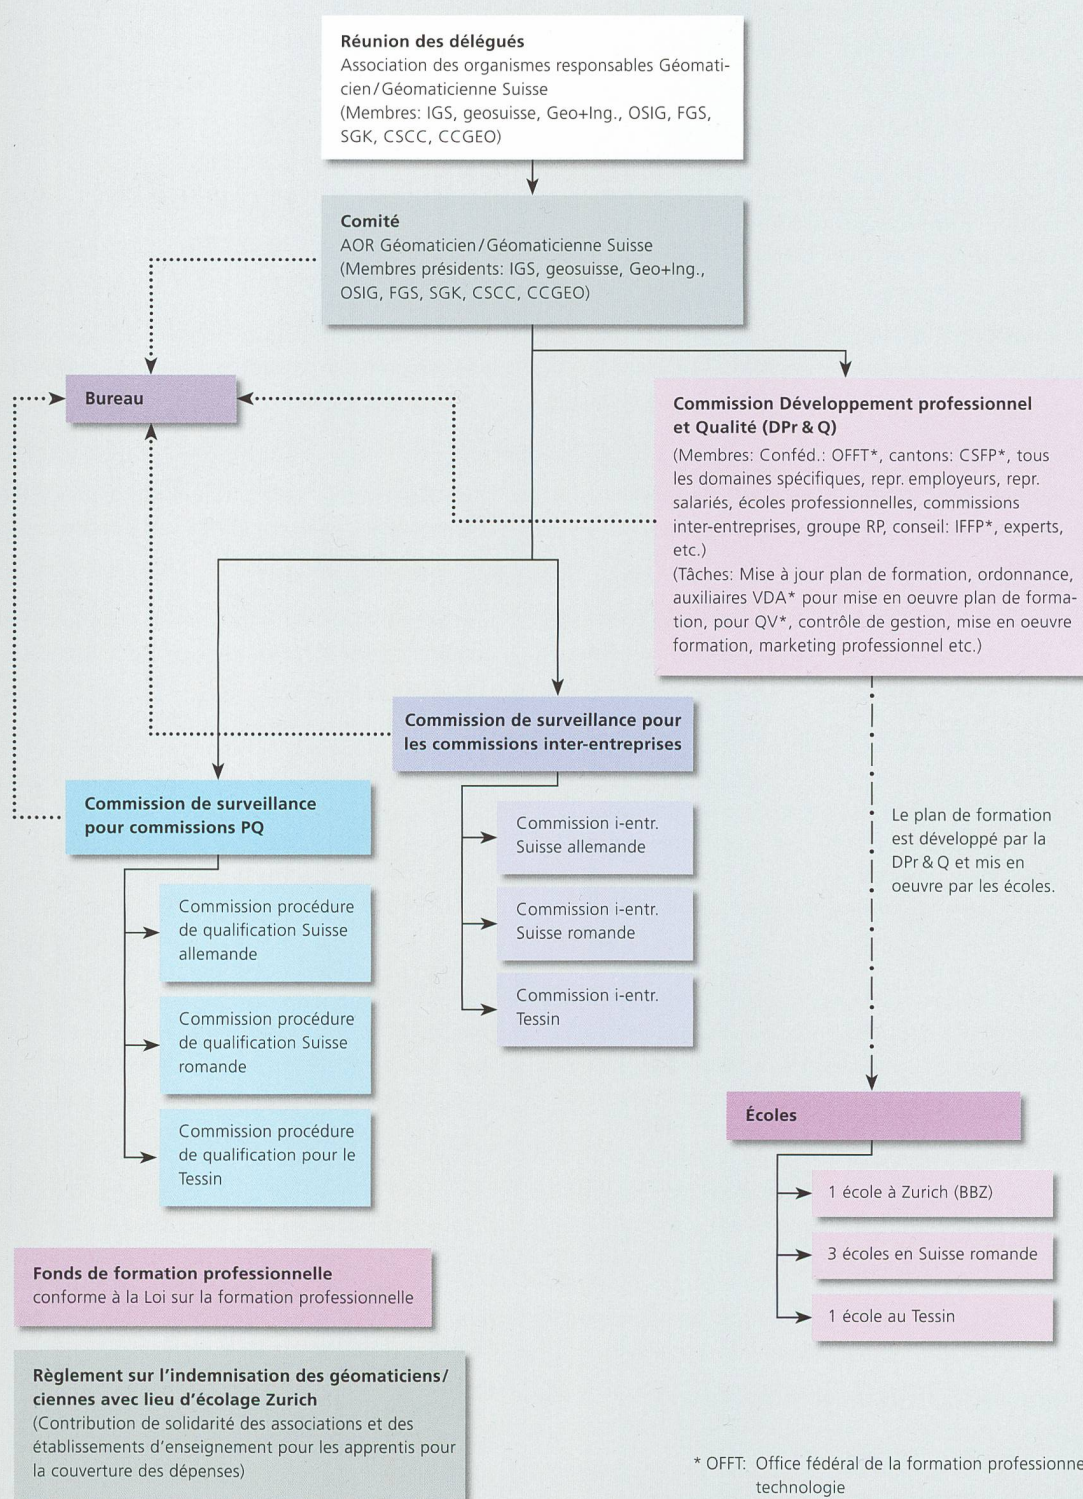 Réunion des délégués
Association des organismes responsables Géomati-
cien/Géomaticienne Suisse
(Membres: IGS, geosuisse, Geo+Ing., OSIG, FGS,
SGK, CSCC, CCGEO)
Comité
AOR Géomaticien/Géomaticienne Suisse
(Membres présidents: IGS, geosuisse, Geo+Ing.,
OSIG, FGS, SGK, CSCC, CCGEO)
Bureau
Commission Développement professionnel
et Qualité (DPr & Q)
(Membres: Conféd.: OFFT*, cantons: CSFP*, tous
les domaines spécifiques, repr. employeurs, repr.
salariés, écoles professionnelles, commissions
inter-entreprises, groupe RP, conseil: IFFP*, experts,
etc.)
(Tâches: Mise à jour plan de formation, ordonnance,
auxiliaires VDA* pour mise en oeuvre plan de forma-
tion, pour QV*, contrôle de gestion, mise en oeuvre
formation, marketing professionel etc.)
Commission de surveillance pour
les commissions inter-entreprises
Commission de surveillance
pour commissions PQ
Commission i-entr.
Suisse allemande
Commission i-entr.
Suisse romande
Commission i-entr.
Tessin
Le plan de formation
est développé par la
DPr & Q et mis en
oeuvre par les écoles.
Commission procédure
de qualification Suisse
allemande
Commission procédure
de qualification Suisse
romande
Commission procédure
de qualification pour le
Tessin
Écoles
1 école à Zurich (BBZ)
3 écoles en Suisse romande
1 école au Tessin
Fonds de formation professionnelle
conforme à la Loi sur la formation professionnelle
Règlement sur l'indemnisation des géomaticiens/
ciennes avec lieu d'écolage Zurich
(Contribution de solidarité des associations et des
établissements d'enseignement pour les apprentis pour
la couverture des dépenses)
* OFFT: Office fédéral de la formation professionne
technologie